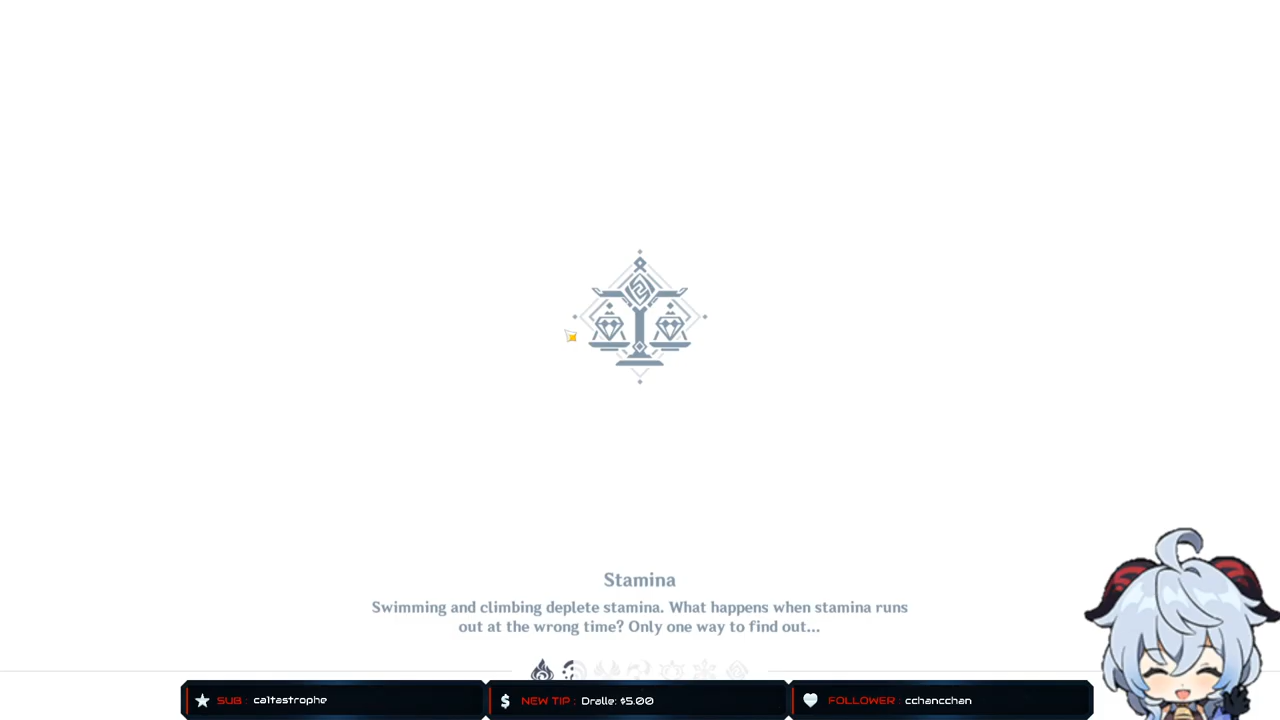 Stamina
Swimming and climbing deplete stamina. What happens when stamina runs
out at the wrong time? Only one way to find out...
SUB : ca1tastrophe
NEW TIP : Dralle: $5.00
FOLLOWER : cchancchan